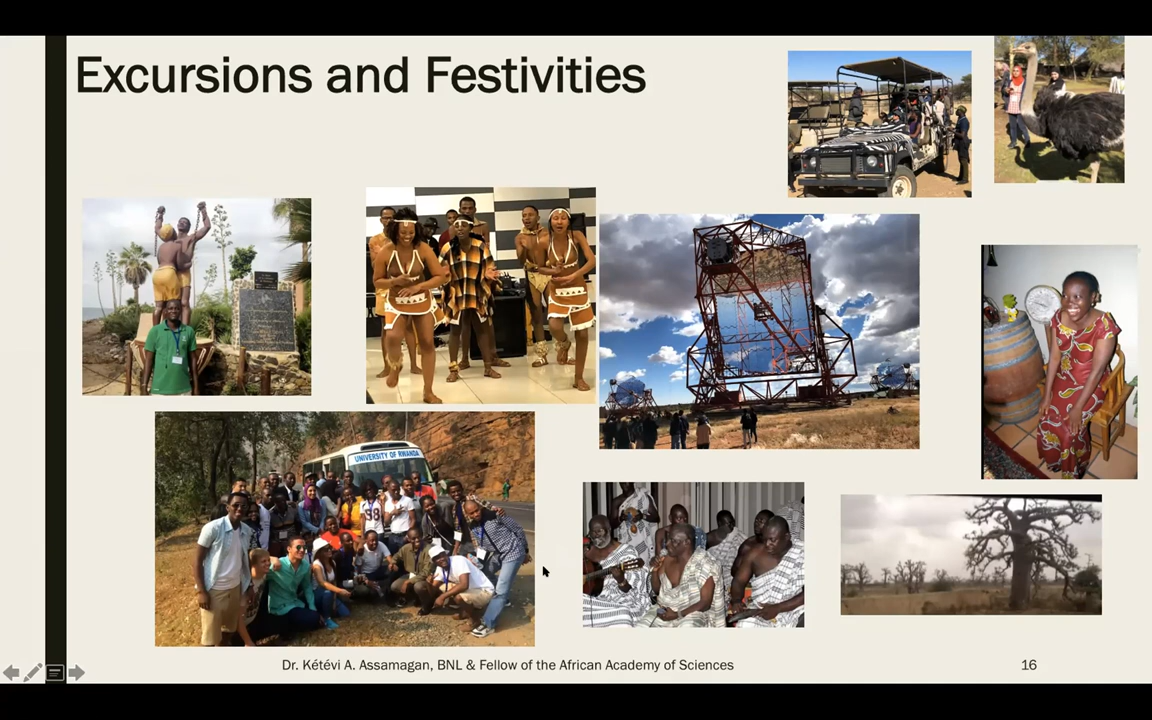 Excursions and Festivities
UNIVERSITY OF RWANDA
Dr. Kétévi A. Assamagan, BNL & Fellow of the African Academy of Sciences
16